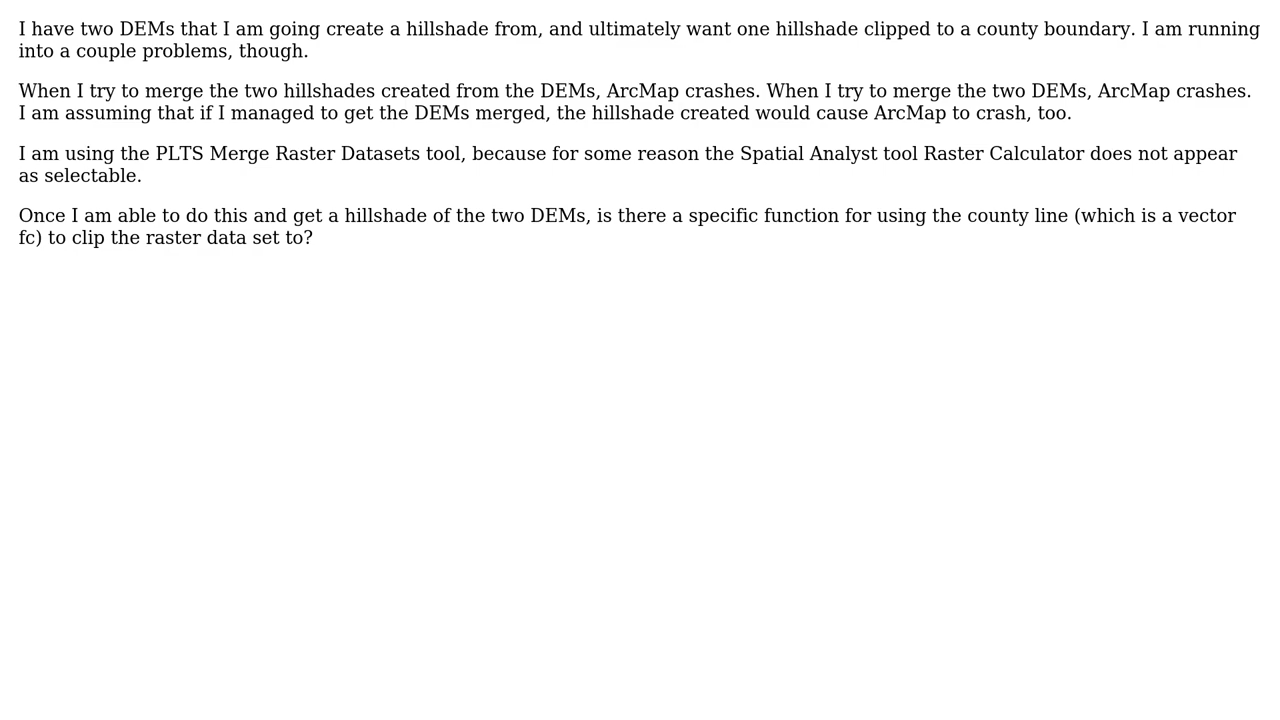 I have two DEMs that I am going create a hillshade from, and ultimately want one hillshade clipped to a county boundary. I am running
into a couple problems, though.
When I try to merge the two hillshades created from the DEMs, ArcMap crashes. When I try to merge the two DEMs, ArcMap crashes.
I am assuming that if I managed to get the DEMs merged, the hillshade created would cause ArcMap to crash, too.
I am using the PLTS Merge Raster Datasets tool, because for some reason the Spatial Analyst tool Raster Calculator does not appear
as selectable.
Once I am able to do this and get a hillshade of the two DEMs, is there a specific function for using the county line (which is a vector
fc) to clip the raster data set to?